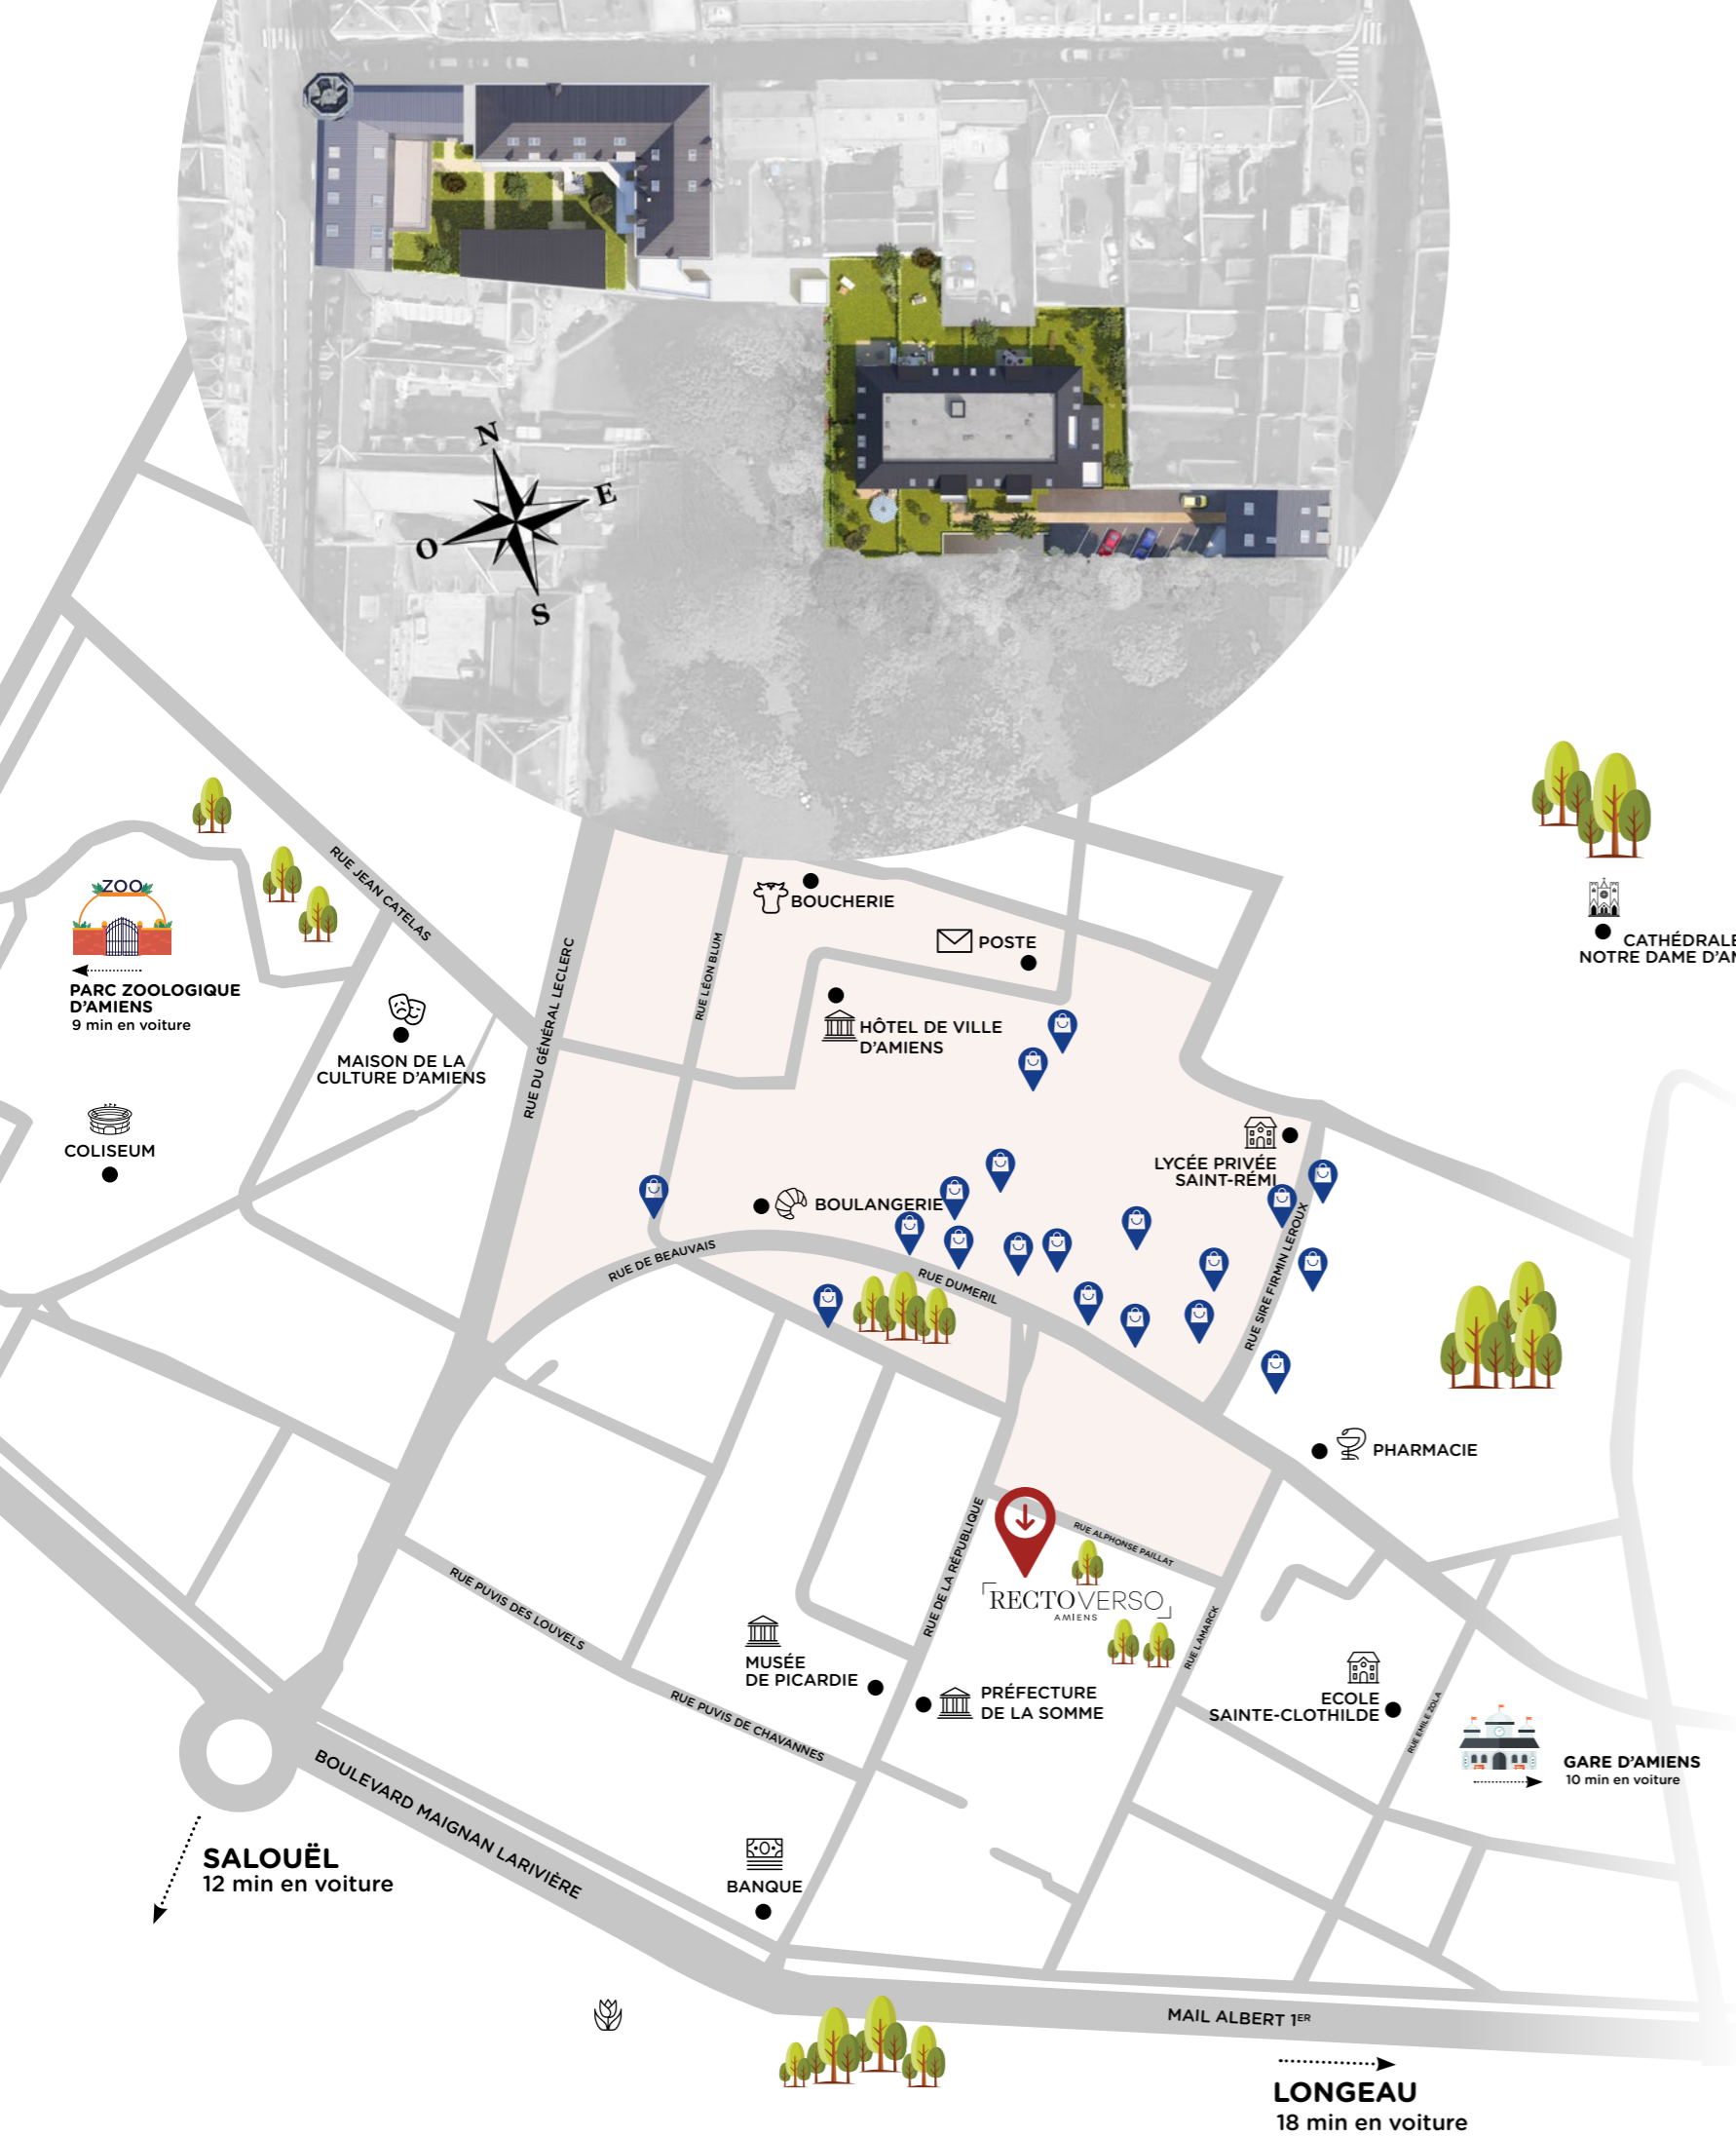 N
E
O
S
RUE JEAN CATELAS
ZOO
PARC ZOOLOGIQUE
D'AMIENS
9 min en voiture
MAISON DE LA
CULTURE D'AMIENS
COLISEUM
RUE DU GÉNÉRAL LECLERC
RUE LÉON BLUM
BOUCHERIE
POSTE
HÔTEL DE VILLE
D'AMIENS
CATHÉDRALE
NOTRE DAME D'AM
LYCÉE PRIVÉE
SAINT-RÉMI
BOULANGERIE
RUE DE BEAUVAIS
RUE DUMERIL
RUE SIRE FIRMIN LEROUX
PHARMACIE
RUE DE LA RÉPUBLIQUE
RUE ALPHONSE PAILLAT
RECTOVERSO
AMIENS
RUE LAMARCK
RUE PUVIS DES LOUVELS
MUSÉE
DE PICARDIE
RUE PUVIS DE CHAVANNES
PRÉFECTURE
DE LA SOMME
ECOLE
SAINTE-CLOTHILDE
RUE EMILE ZOLA
GARE D'AMIENS
10 min en voiture
BOULEVARD MAIGNAN LARIVIÈRE
SALOUËL
12 min en voiture
BANQUE
MAIL ALBERT 1ER
LONGEAU
18 min en voiture